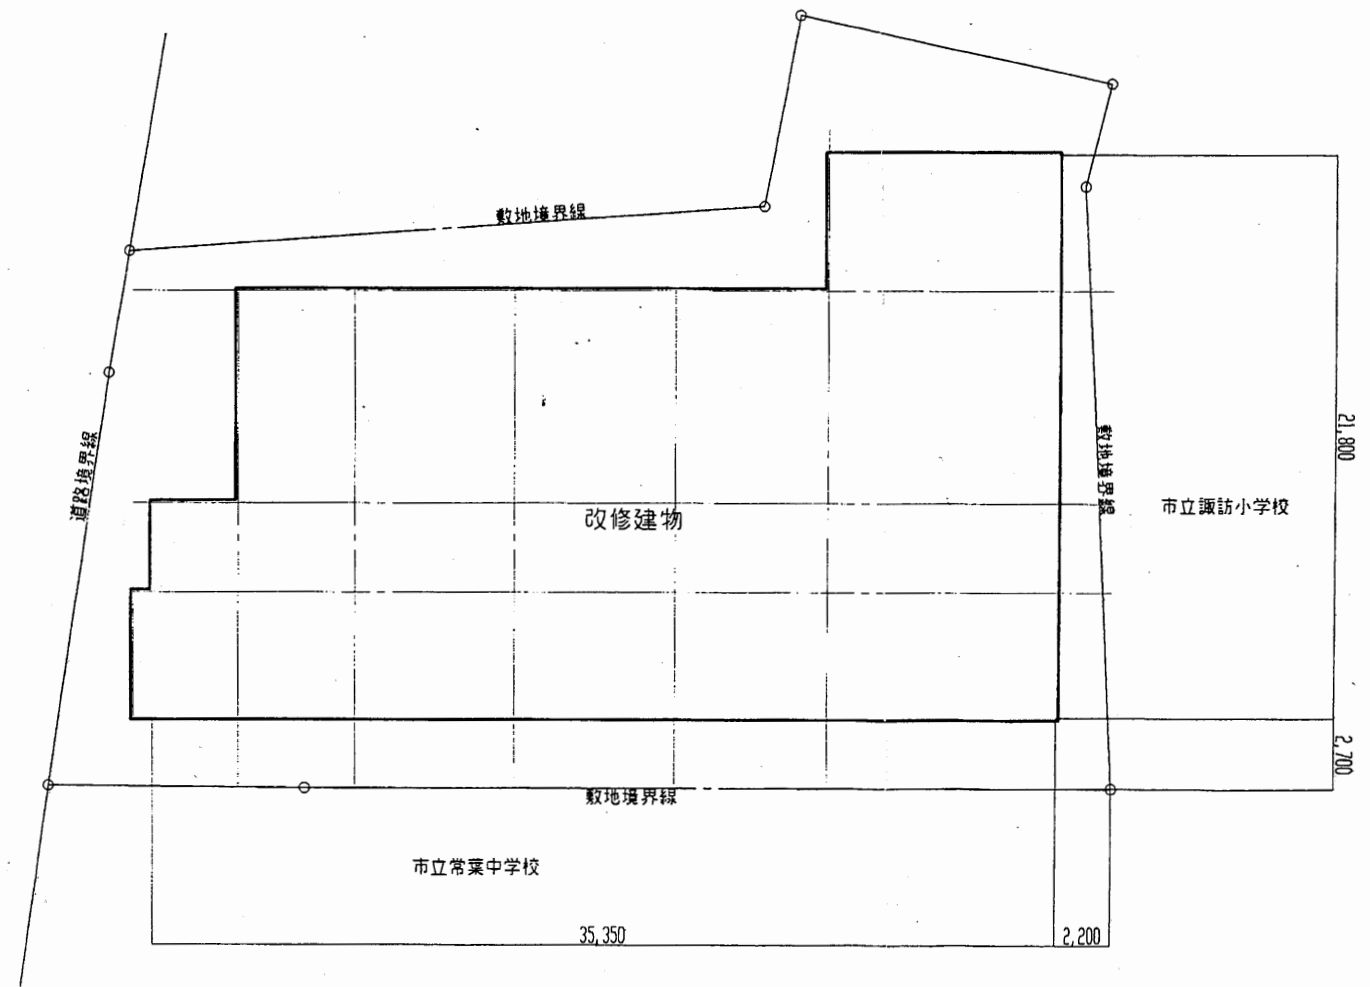 敷地境界線
21,800
道路境界線
敷地境界線
市立諏訪小学校
改修建物
2,700
敷地境界線
市立常葉中学校
35,350
2,200